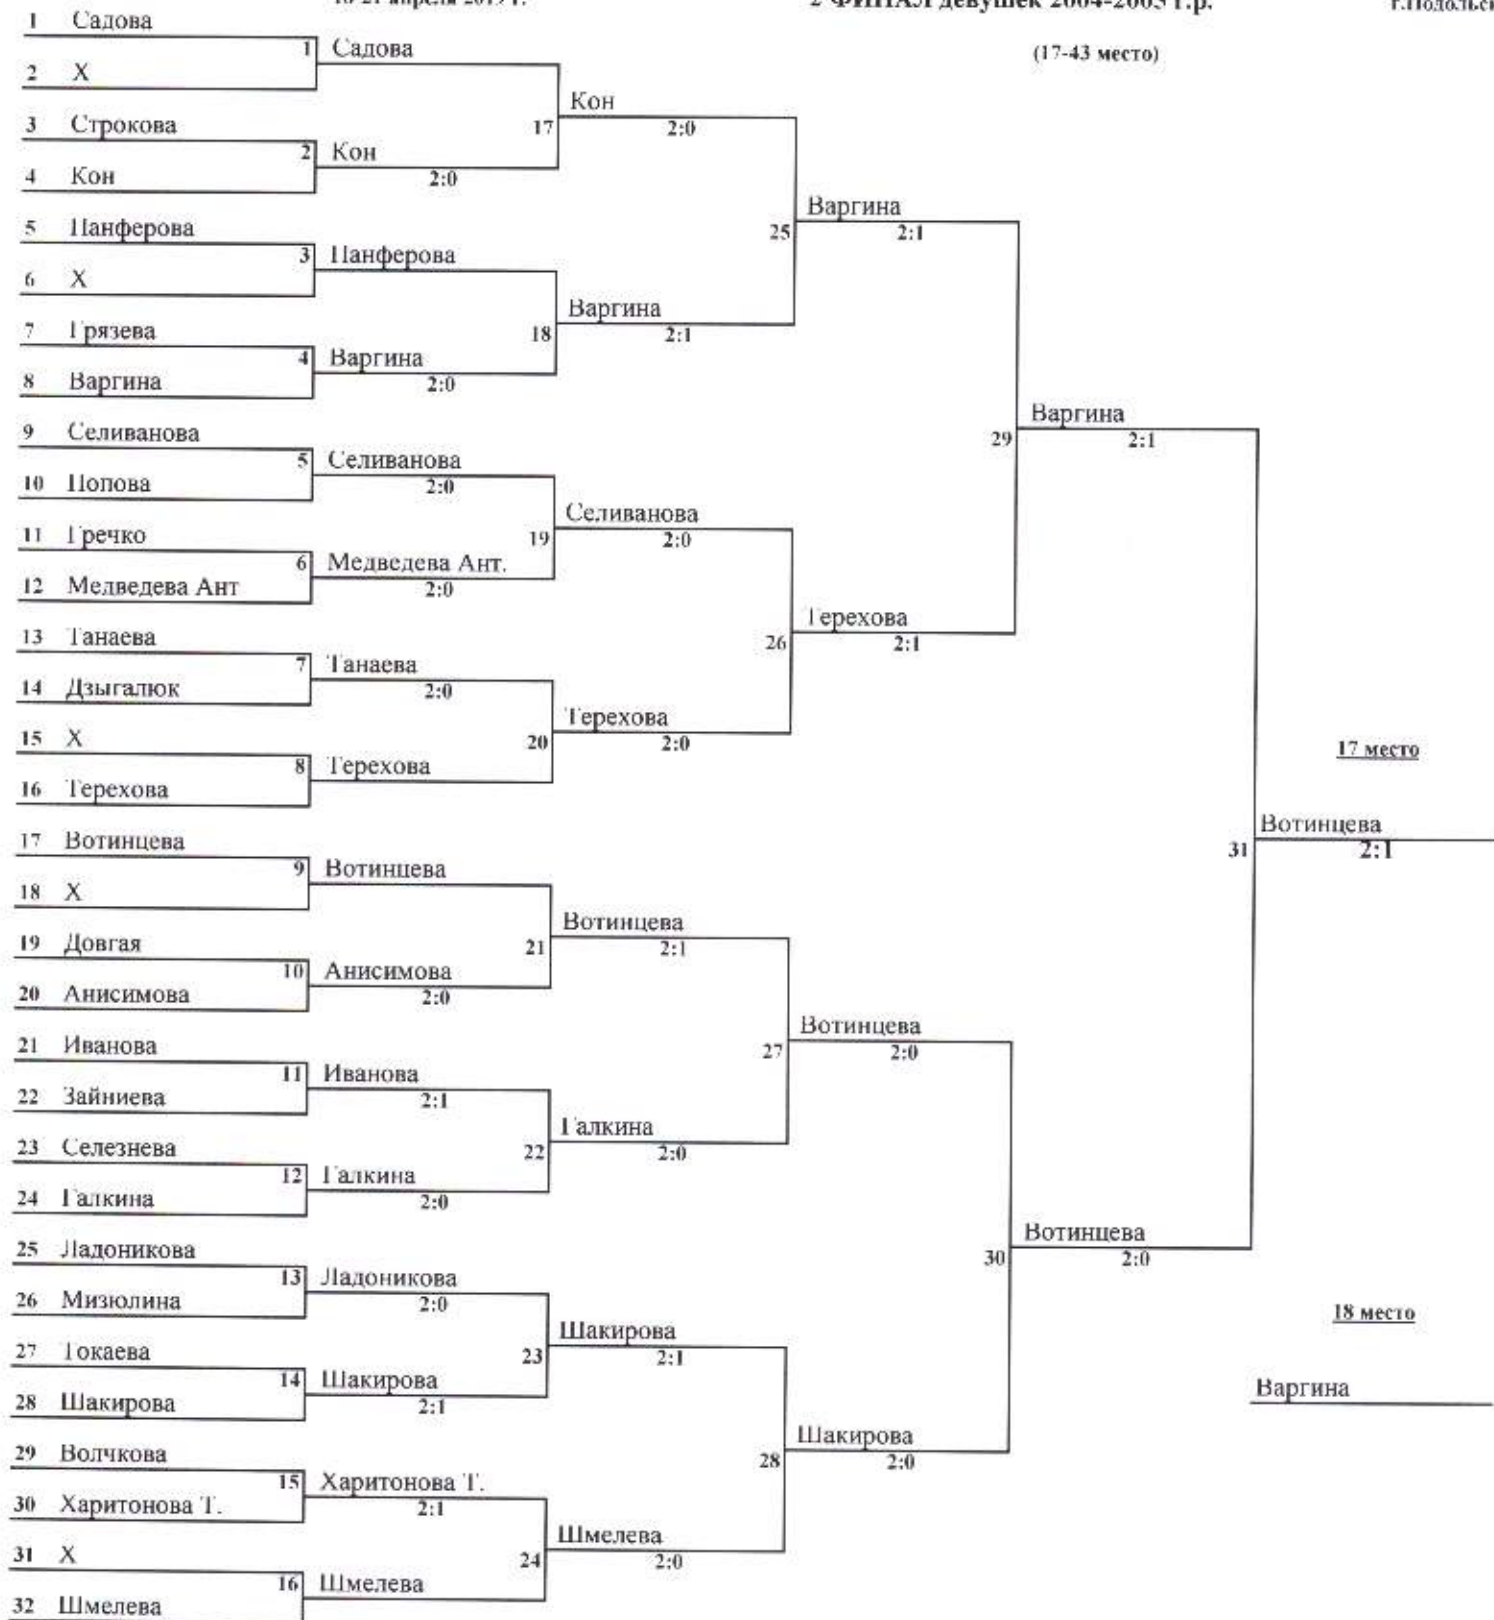 апреля 2019 г. 2 ФИНАЛ девушек 2004-2005 г.р. г.Подольск
1 Садова
1 Садова
(17-43 место)
2 X
Кон
3 Строкова
17 2:0
2 Кон
4 Кон 2:0
Варгина
5 Панферова
25 2:1
3 Панферова
6 X
Варгина
7 Грязева
18 2:1
4 Варгина
8 Варгина 2:0
Варгина
9 Селиванова
29 2:1
5 Селиванова
10 Попова 2:0
Селиванова
11 Гречко
19 2:0
6 Медведева Ант.
12 Медведева Ант 2:0
Терехова
13 Танаева
26 2:1
7 Танаева
14 Дзыгалюк 2:0
Терехова
15 X
20 2:0
17 место
8 Терехова
16 Терехова
Вотинцева
17 Вотинцева
31 2:1
9 Вотинцева
18 X
Вотинцева
19 Довгая
21 2:1
10 Анисимова
20 Анисимова 2:0
Вотинцева
21 Иванова
27 2:0
11 Иванова
22 Зайниева 2:1
Галкина
23 Селезнева
22 2:0
12 Галкина
24 Галкина 2:0
Вотинцева
25 Ладоникова
30 2:0
13 Ладоникова
26 Мизюлина 2:0
18 место
Шакирова
27 Токаева
23 2:1
14 Шакирова
Варгина
28 Шакирова 2:1
Шакирова
29 Волчкова
28 2:0
15 Харитонова Т.
30 Харитонова Т. 2:1
Шмелева
31 X
24 2:0
16 Шмелева
32 Шмелева